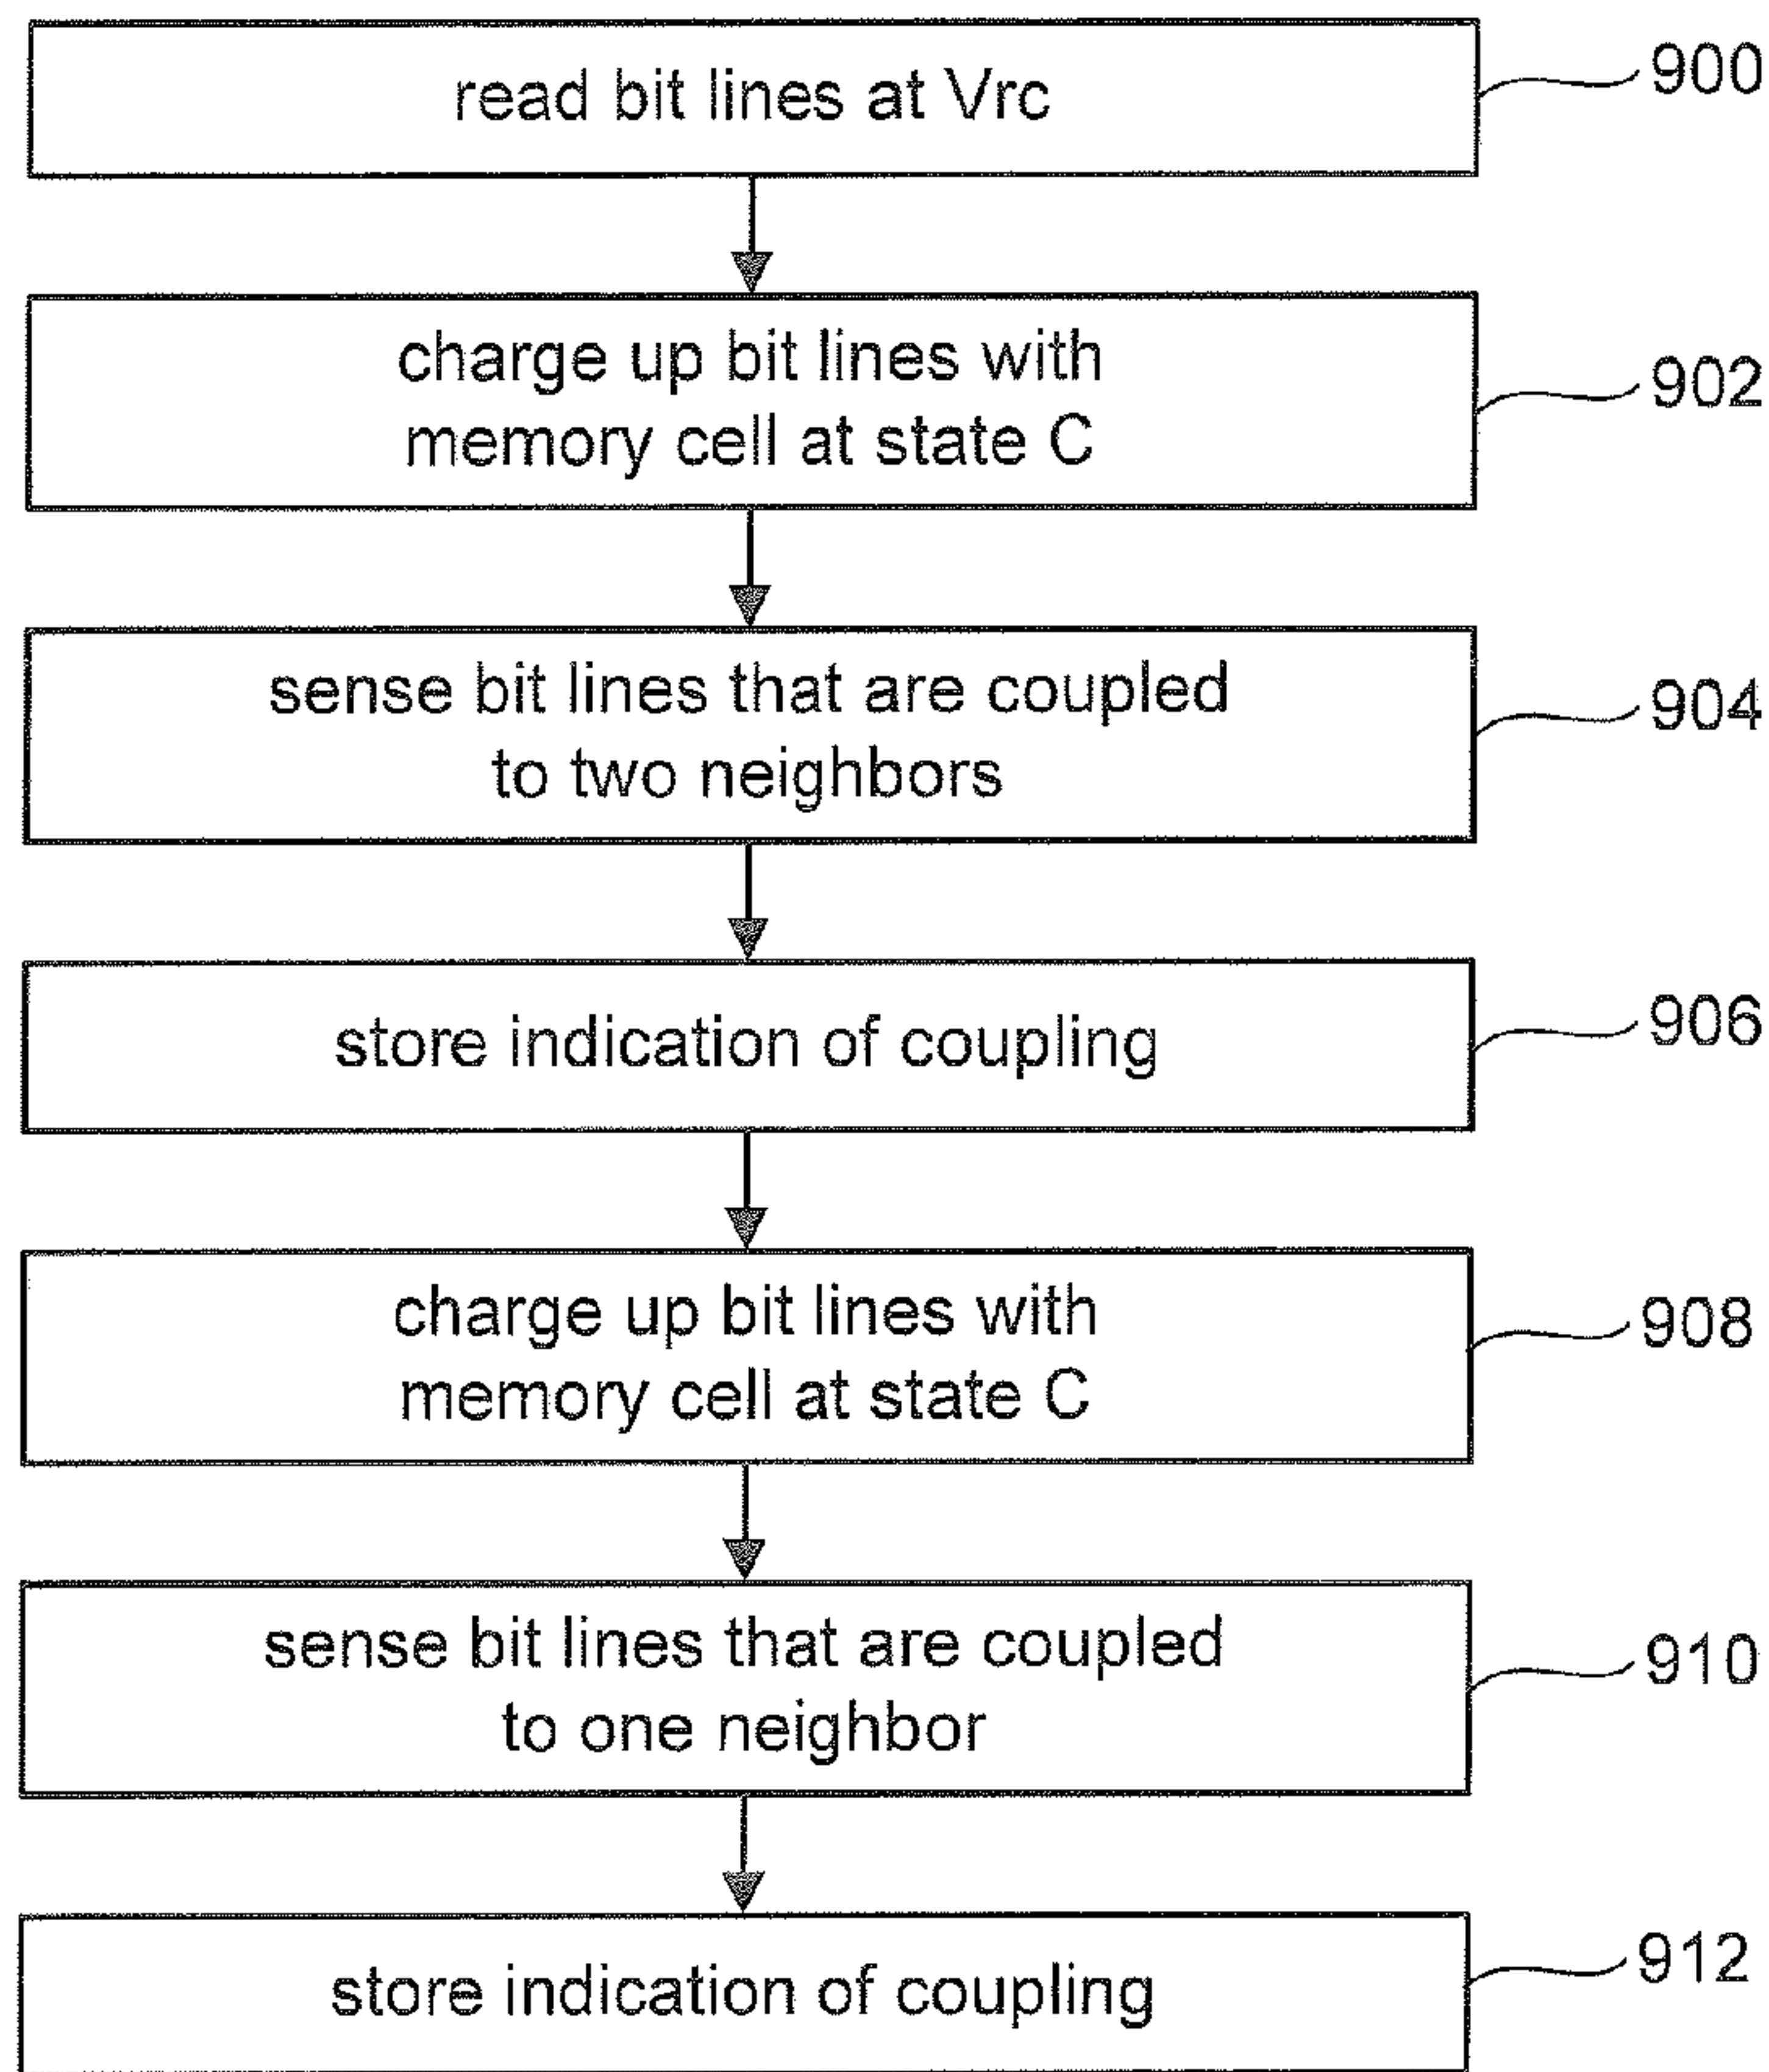 read bit lines at Vrc
900
charge up bit lines with
memory cell at state C
902
sense bit lines that are coupled
to two neighbors
904
store indication of coupling
906
charge up bit lines with
memory cell at state C
908
sense bit lines that are coupled
to one neighbor
910
store indication of coupling
912